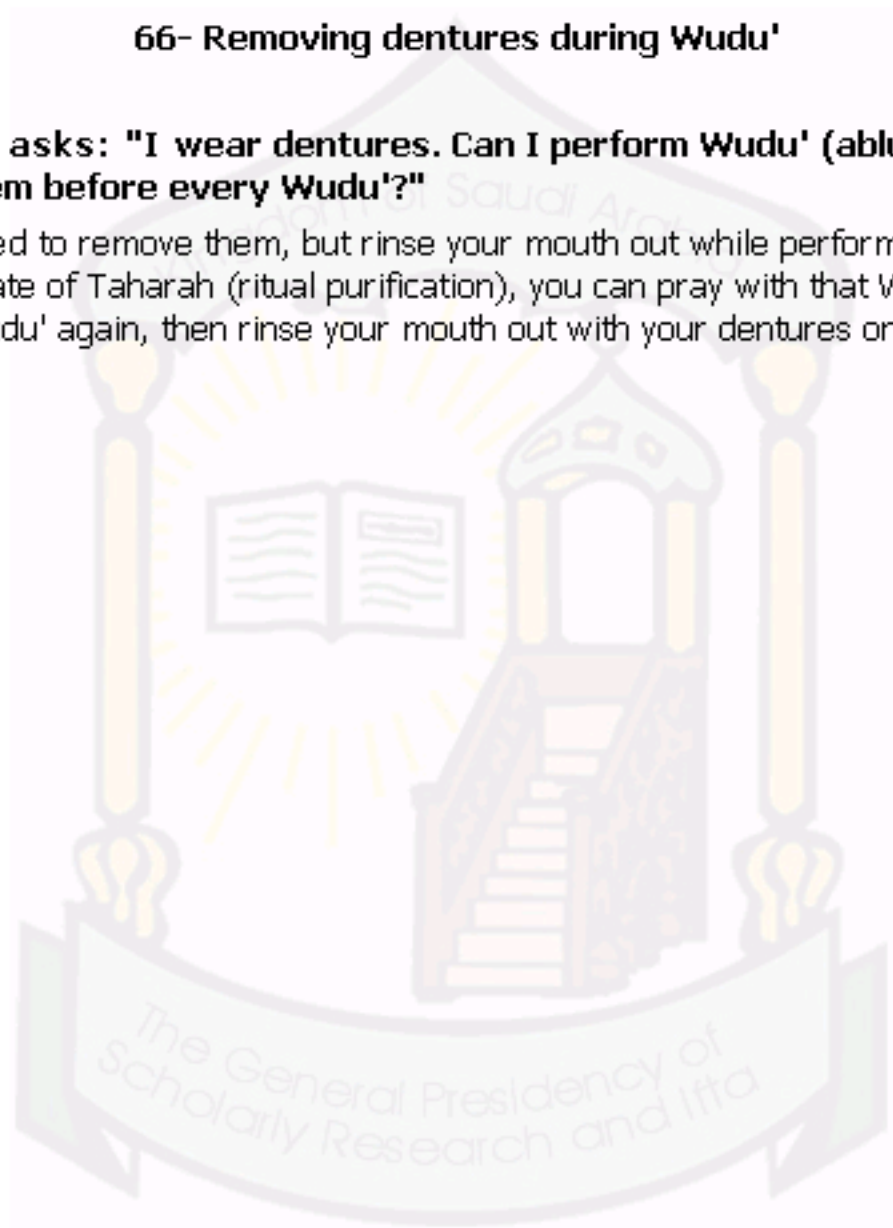 66- Removing dentures during Wudu'
asks: "I wear dentures. Can I perform Wudu' (ablu
em before every Wudu'?"
ed to remove them, but rinse your mouth out while perform
ate of Taharah (ritual purification), you can pray with that W
du' again, then rinse your mouth out with your dentures on
Kingdom of Saudi Arabia
The General Presidency of
Scholarly Research and Ifta